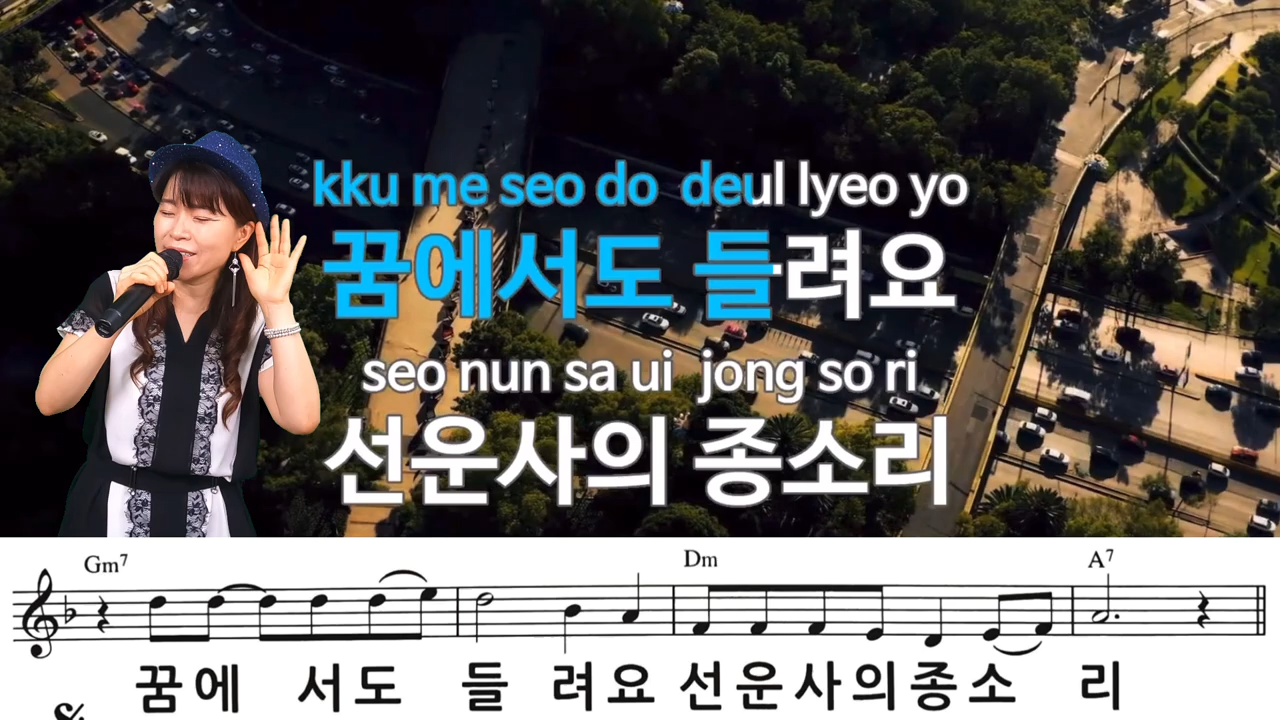 kku me seo do deul lyeo yo
꿈에서도 들려요
seo nun sa ui jong so ri
선운사의 종소리
Gm7 Dm A7
꿈에 서도 들 려요 선운사의종소 리